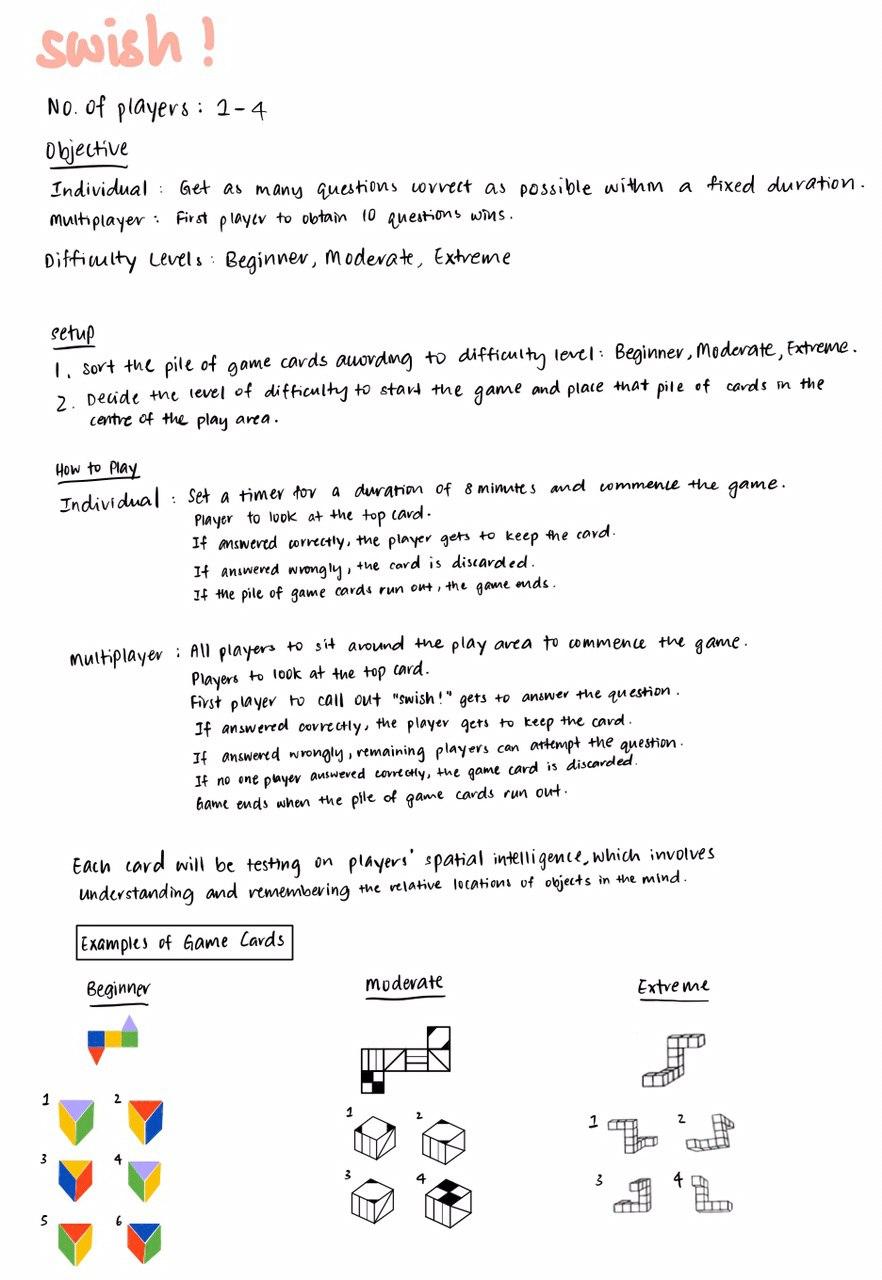 swish!
No. of players : 1-4
Objective
Individual : Get as many questions correct as possible within a fixed duration.
Multiplayer : First player to obtain 10 questions wins.
Difficulty Levels : Beginner, Moderate, Extreme
Setup
1. Sort the pile of game cards according to difficulty level : Beginner, Moderate, Extreme.
2. Decide the level of difficulty to start the game and place that pile of cards in the
centre of the play area.
How to Play
Individual : Set a timer for a duration of 8 minutes and commence the game.
Player to look at the top card.
If answered correctly, the player gets to keep the card.
If answered wrongly, the card is discarded.
If the pile of game cards run out, the game ends.
Multiplayer : All players to sit around the play area to commence the game.
Players to look at the top card.
First player to call out "swish!" gets to answer the question.
If answered correctly, the player gets to keep the card.
If answered wrongly, remaining players can attempt the question.
If no one player answered correctly, the game card is discarded.
Game ends when the pile of game cards run out.
Each card will be testing on players' spatial intelligence, which involves
understanding and remembering the relative locations of objects in the mind.
Examples of Game Cards
Beginner
1 2
3 4
5 6
Moderate
1 2
3 4
Extreme
1 2
3 4